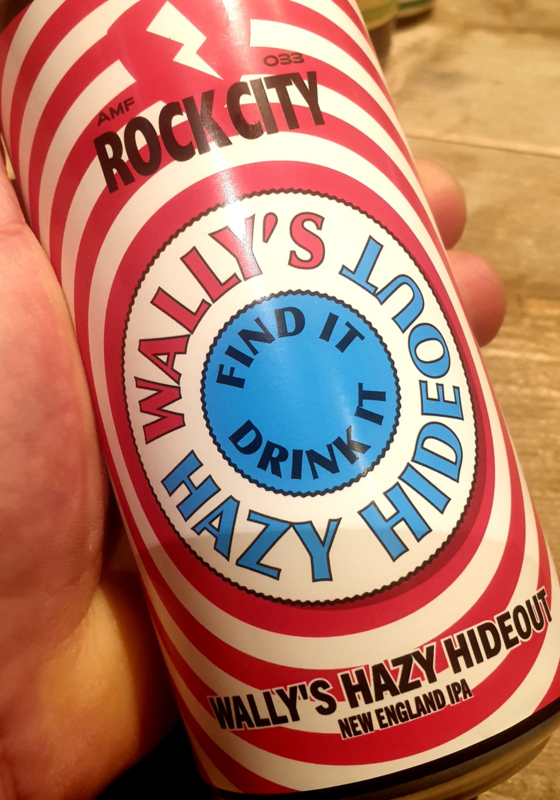 AMF
033
ROCK CITY
WALLY'S
HAZY HIDEOUT
FIND IT
DRINK IT
WALLY'S HAZY HIDEOUT
NEW ENGLAND IPA